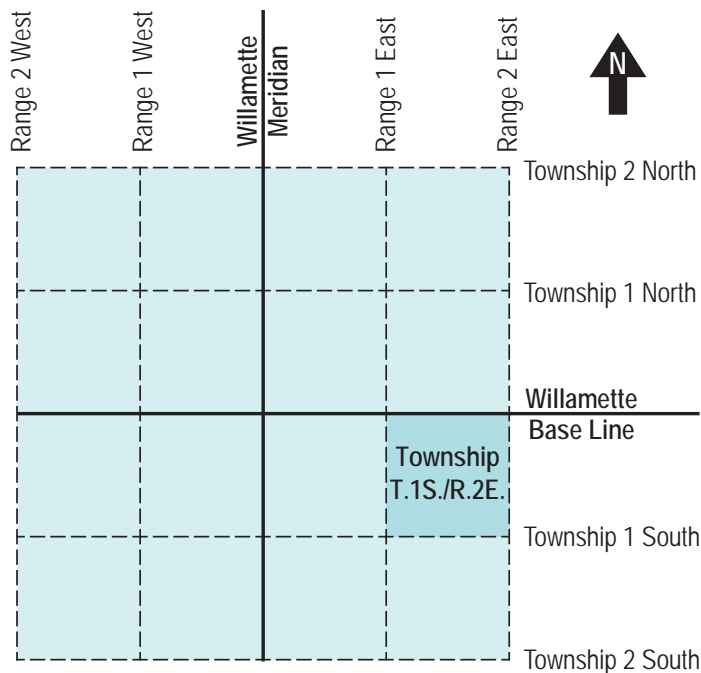 Range 2 West
Range 1 West
Willamette
Meridian
Range 1 East
Range 2 East
N
Township 2 North
Township 1 North
Willamette
Base Line
Township
T.1S./R.2E.
Township 1 South
Township 2 South